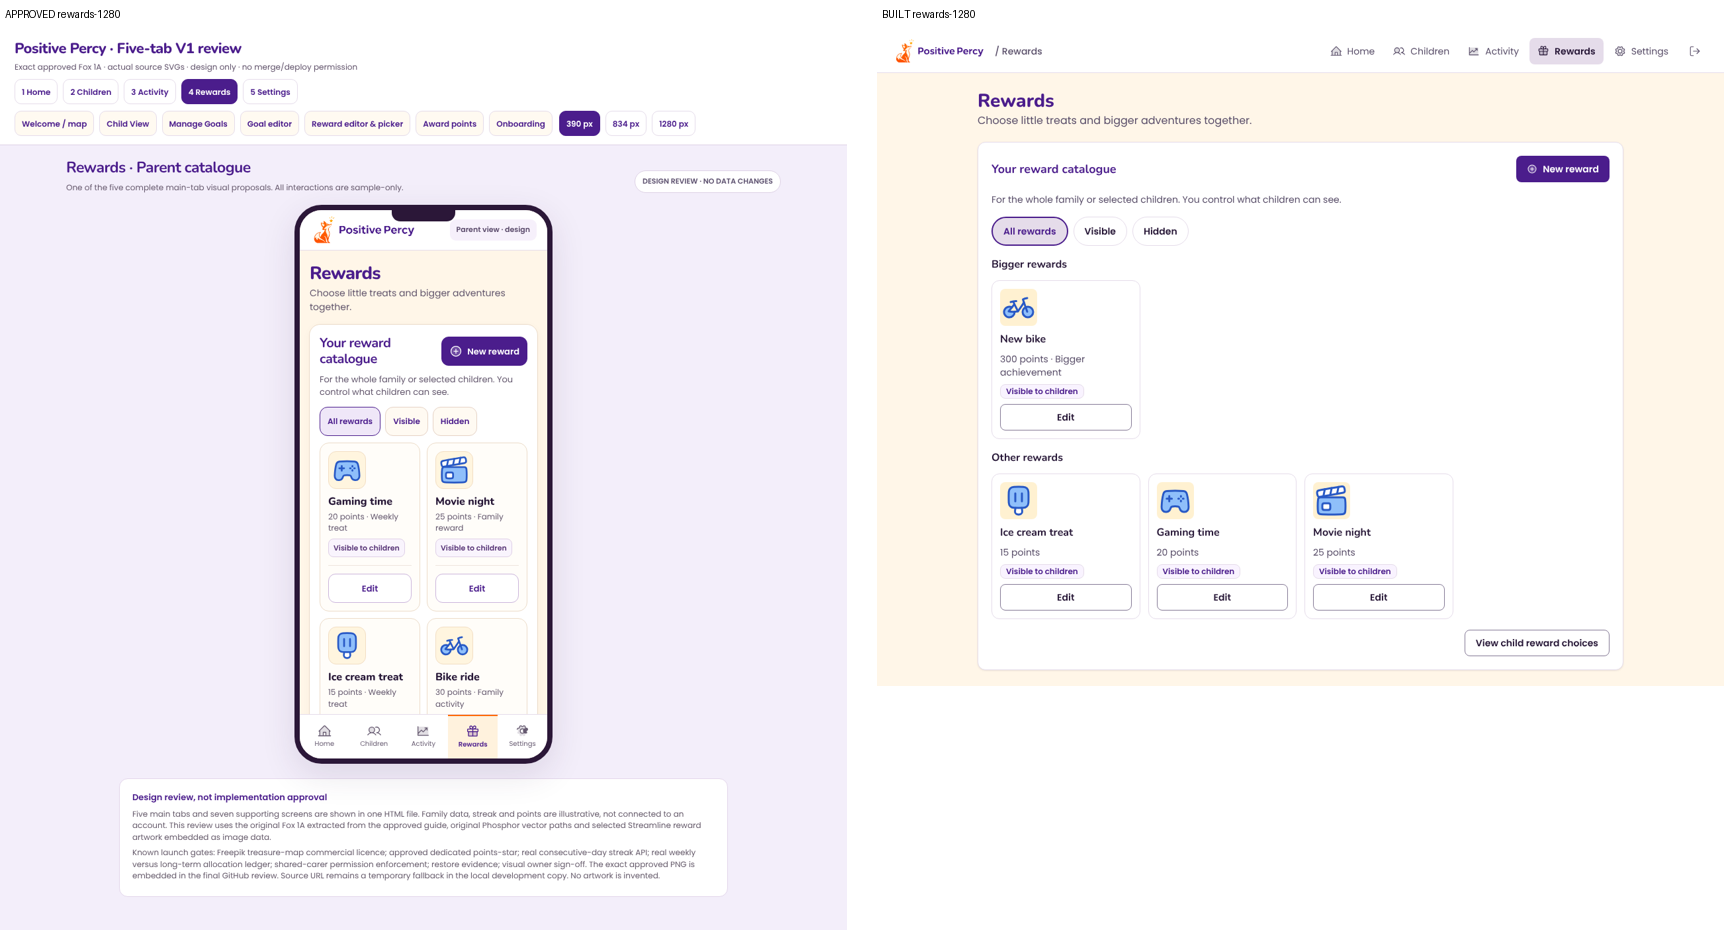 APPROVED rewards-1280
Positive Percy · Five-tab V1 review
Exact approved Fox 1A · actual source SVGs · design only · no merge/deploy permission
1 Home
2 Children
3 Activity
4 Rewards
5 Settings
Welcome / map
Child View
Manage Goals
Goal editor
Reward editor & picker
Award points
Onboarding
390 px
834 px
1280 px
Rewards · Parent catalogue
One of the five complete main-tab visual proposals. All interactions are sample-only.
DESIGN REVIEW · NO DATA CHANGES
Positive Percy
Parent view · design
Rewards
Choose little treats and bigger adventures
together.
Your reward
catalogue
New reward
For the whole family or selected children. You
control what children can see.
All rewards
Visible
Hidden
Gaming time
20 points · Weekly
treat
Visible to children
Edit
Movie night
25 points · Family
reward
Visible to children
Edit
Ice cream treat
15 points · Weekly
treat
Bike ride
30 points · Family
activity
Home
Children
Activity
Rewards
Settings
Design review, not implementation approval
Five main tabs and seven supporting screens are shown in one HTML file. Family data, streak and points are illustrative, not connected to an
account. This review uses the original Fox 1A extracted from the approved guide, original Phosphor vector paths and selected Streamline reward
artwork embedded as image data.
Known launch gates: Freepik treasure-map commercial licence; approved dedicated points-star; real consecutive-day streak API; real weekly
versus long-term allocation ledger; shared-carer permission enforcement; restore evidence; visual owner sign-off. The exact approved PNG is
embedded in the final GitHub review. Source URL remains a temporary fallback in the local development copy. No artwork is invented.
BUILT rewards-1280
Positive Percy
/ Rewards
Home
Children
Activity
Rewards
Settings
Rewards
Choose little treats and bigger adventures together.
Your reward catalogue
New reward
For the whole family or selected children. You control what children can see.
All rewards
Visible
Hidden
Bigger rewards
New bike
300 points · Bigger
achievement
Visible to children
Edit
Other rewards
Ice cream treat
15 points
Visible to children
Edit
Gaming time
20 points
Visible to children
Edit
Movie night
25 points
Visible to children
Edit
View child reward choices